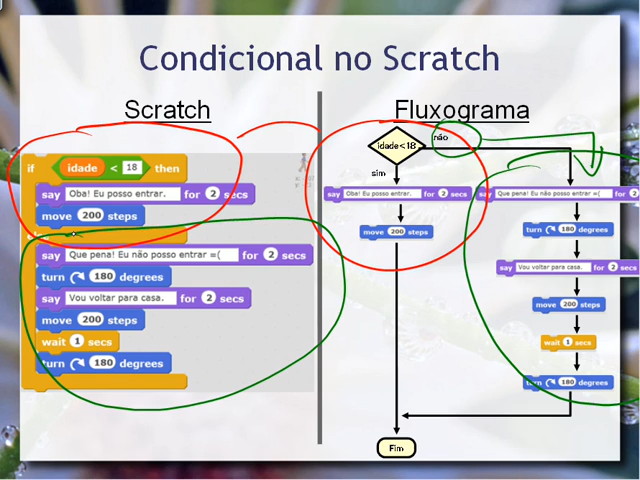 Condicional no Scratch
Scratch
if idade < 18 then
say Oba! Eu posso entrar. for 2 secs
move 200 steps
say Que pena! Eu não posso entrar =( for 2 secs
turn 180 degrees
say Vou voltar para casa. for 2 secs
move 200 steps
wait 1 secs
turn 180 degrees
Fluxograma
idade<18
não
sim
say Oba! Eu posso entrar. for 2 secs
move 200 steps
say Que pena! Eu não posso entrar =( for 2
turn 180 degrees
say Vou voltar para casa. for 2 secs
move 200 steps
wait 1 secs
turn 180 degrees
Fim